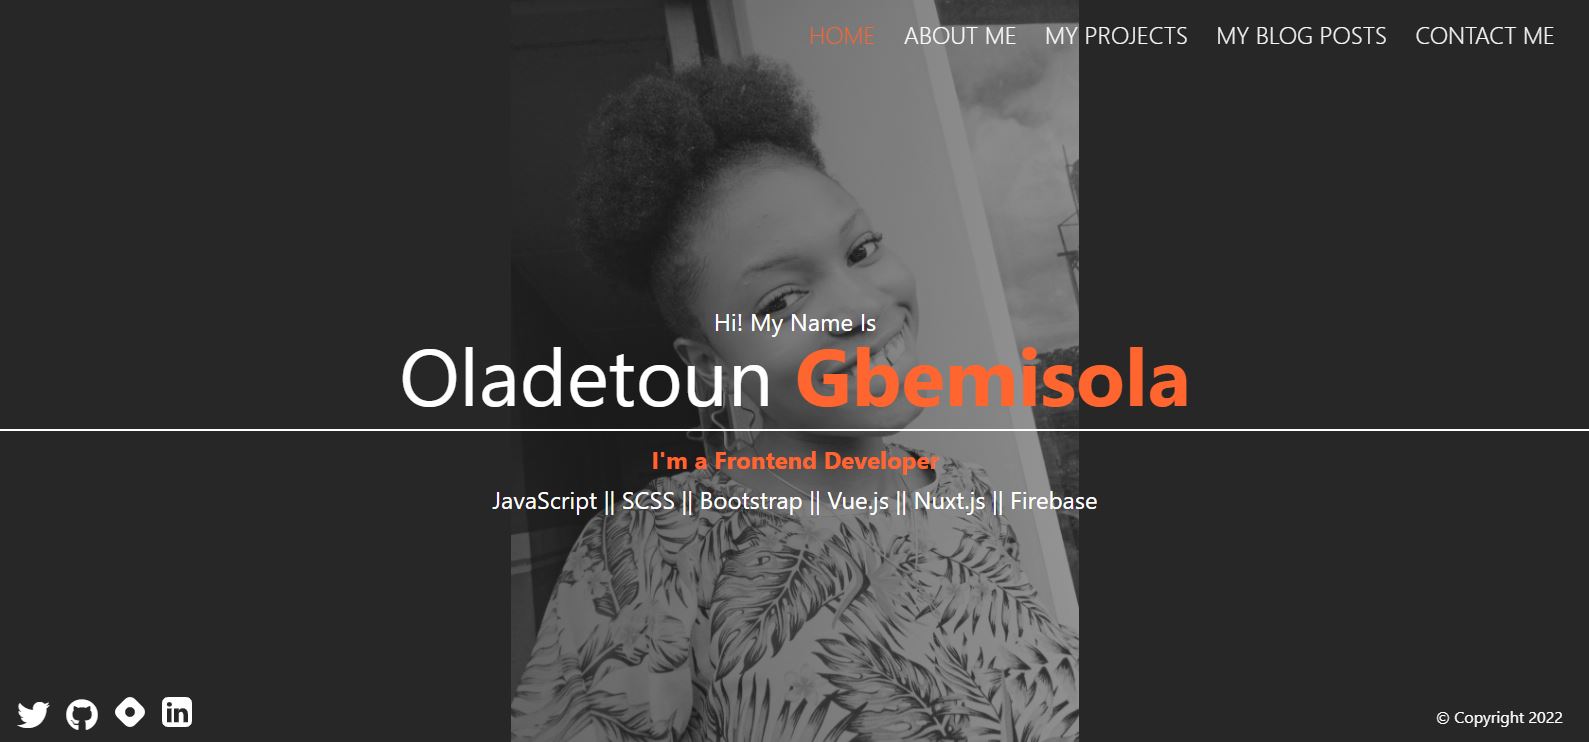 HOME ABOUT ME MY PROJECTS MY BLOG POSTS CONTACT ME
Hi! My Name Is
Oladetoun Gbemisola
I'm a Frontend Developer
JavaScript || SCSS || Bootstrap || Vue.js || Nuxt.js || Firebase
in
© Copyright 2022